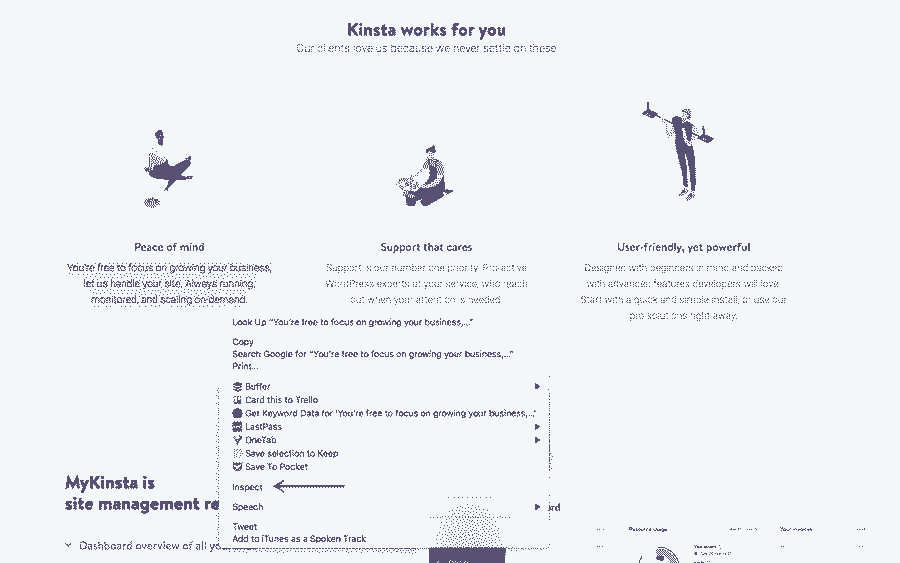 Kinsta works for you
Our clients love us because we never settle on these
Peace of mind
You're free to focus on growing your business,
let us handle your site. Always running,
monitored, and scaling on-demand.
Support that cares
Support is our number one priority. Proactive
WordPress experts at your service, who reach
out when your attention is needed.
User-friendly, yet powerful
Designed with beginners in mind and packed
with advanced features developers will love.
Start with a quick and simple install, or use our
pro solutions right away.
Look Up “You're free to focus on growing your business,...”
Copy
Search Google for “You're free to focus on growing your business,...”
Print...
Buffer
Card this to Trello
Get Keyword Data for 'You're free to focus on growing your business,...'
LastPass
OneTab
Save selection to Keep
Save To Pocket
Inspect
Speech
Tweet
Add to iTunes as a Spoken Track
MyKinsta is
site management re
Dashboard overview of all yo
Resource Usage